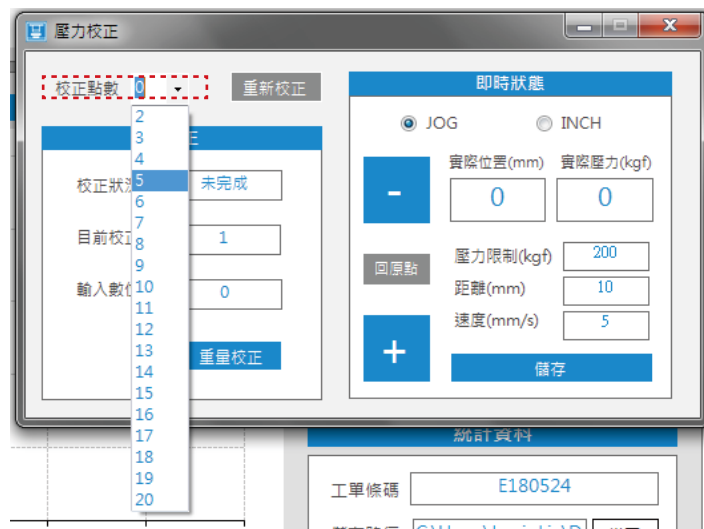 壓力校正
校正點數 0 重新校正
2
3
4
5
6
7
8
9
10
11
12
13
14
15
16
17
18
19
20
正
校正狀 未完成
目前校 1
輸入數 0
重量校正
即時狀態
JOG INCH
實際位置(mm) 實際壓力(kgf)
- 0 0
回原點
壓力限制(kgf) 200
距離(mm) 10
速度(mm/s) 5
+
儲存
統計資料
工單條碼 E180524